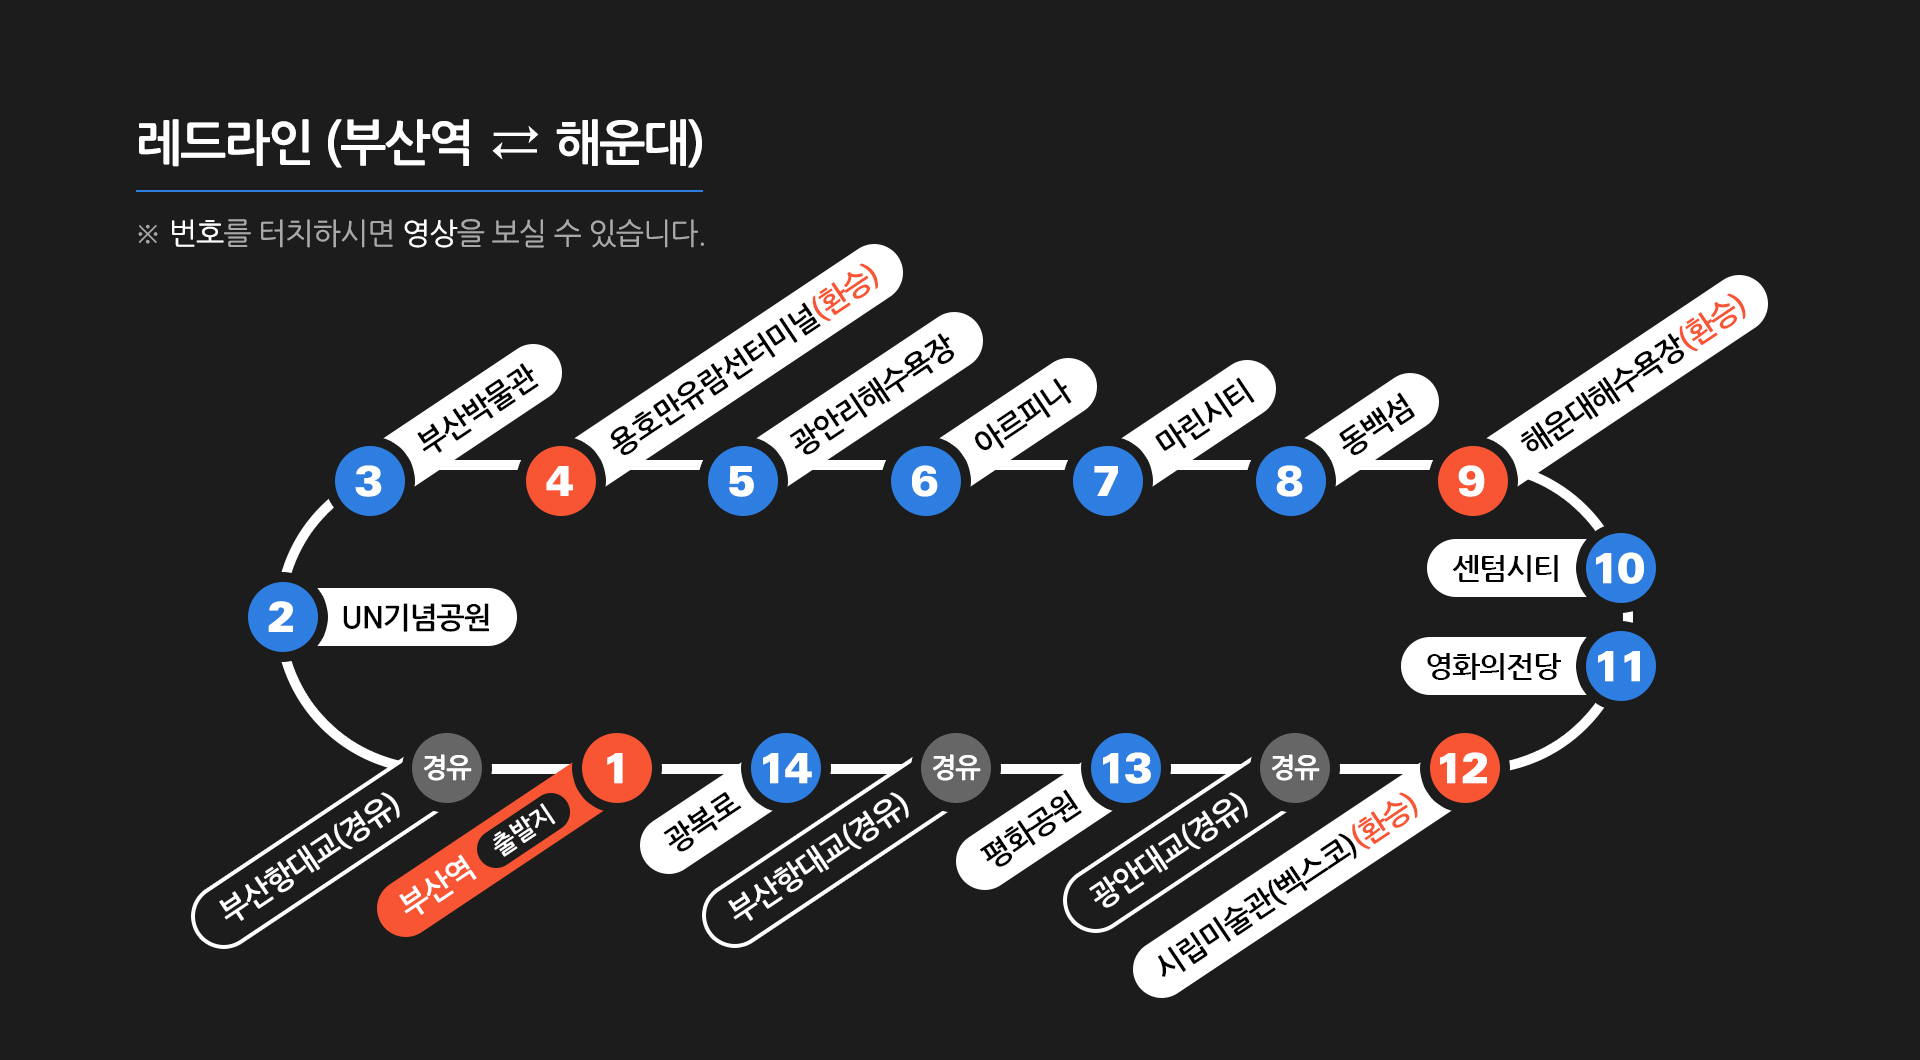 레드라인 (부산역 ⇄ 해운대)
※ 번호를 터치하시면 영상을 보실 수 있습니다.
3 부산박물관
4 용호만유람선터미널(환승)
5 광안리해수욕장
6 아르피나
7 마린시티
8 동백섬
9 해운대해수욕장(환승)
센텀시티 10
2 UN기념공원
영화의전당 11
경유 부산항대교(경유)
1 부산역 출발지
14 광복로
경유 부산항대교(경유)
13 평화공원
경유 광안대교(경유)
12 시립미술관(벡스코)(환승)